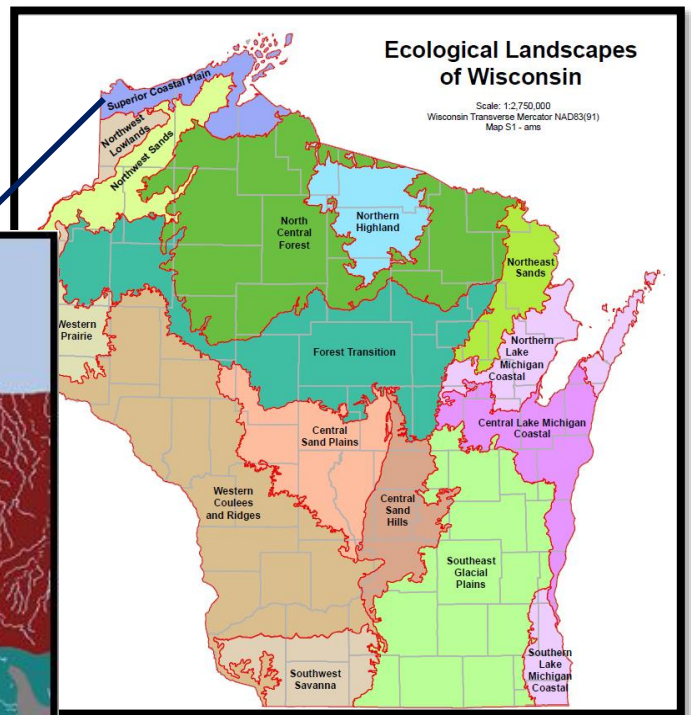 Ecological Landscapes
of Wisconsin
Scale: 1:2,750,000
Wisconsin Transverse Mercator NAD83(91)
Map S1 - ams
Superior Coastal Plain
Northwest
Lowlands
Northwest Sands
North
Central
Forest
Northern
Highland
Northeast
Sands
Western
Prairie
Forest Transition
Northern
Lake
Michigan
Coastal
Central Lake Michigan
Coastal
Central
Sand Plains
Western
Coulees
and Ridges
Central
Sand
Hills
Southeast
Glacial
Plains
Southwest
Savanna
Southern
Lake
Michigan
Coastal